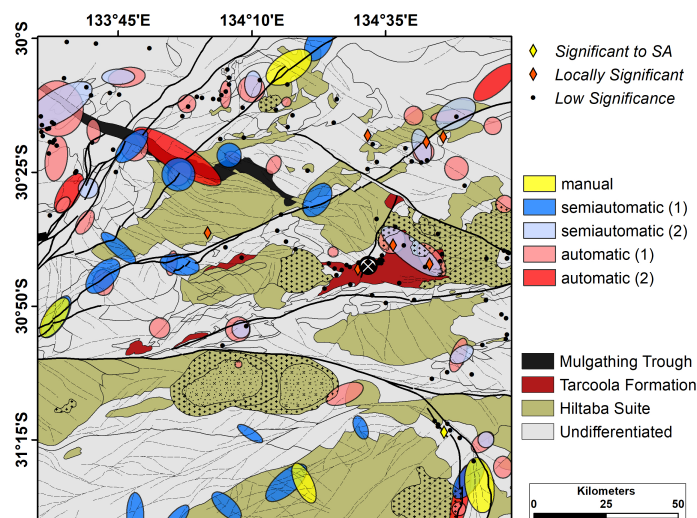 133°45'E 134°10'E 134°35'E
30°S
30°25'S
30°50'S
31°15'S
Significant to SA
Locally Significant
Low Significance
manual
semiautomatic (1)
semiautomatic (2)
automatic (1)
automatic (2)
Mulgathing Trough
Tarcoola Formation
Hiltaba Suite
Undifferentiated
Kilometers
0 25 50